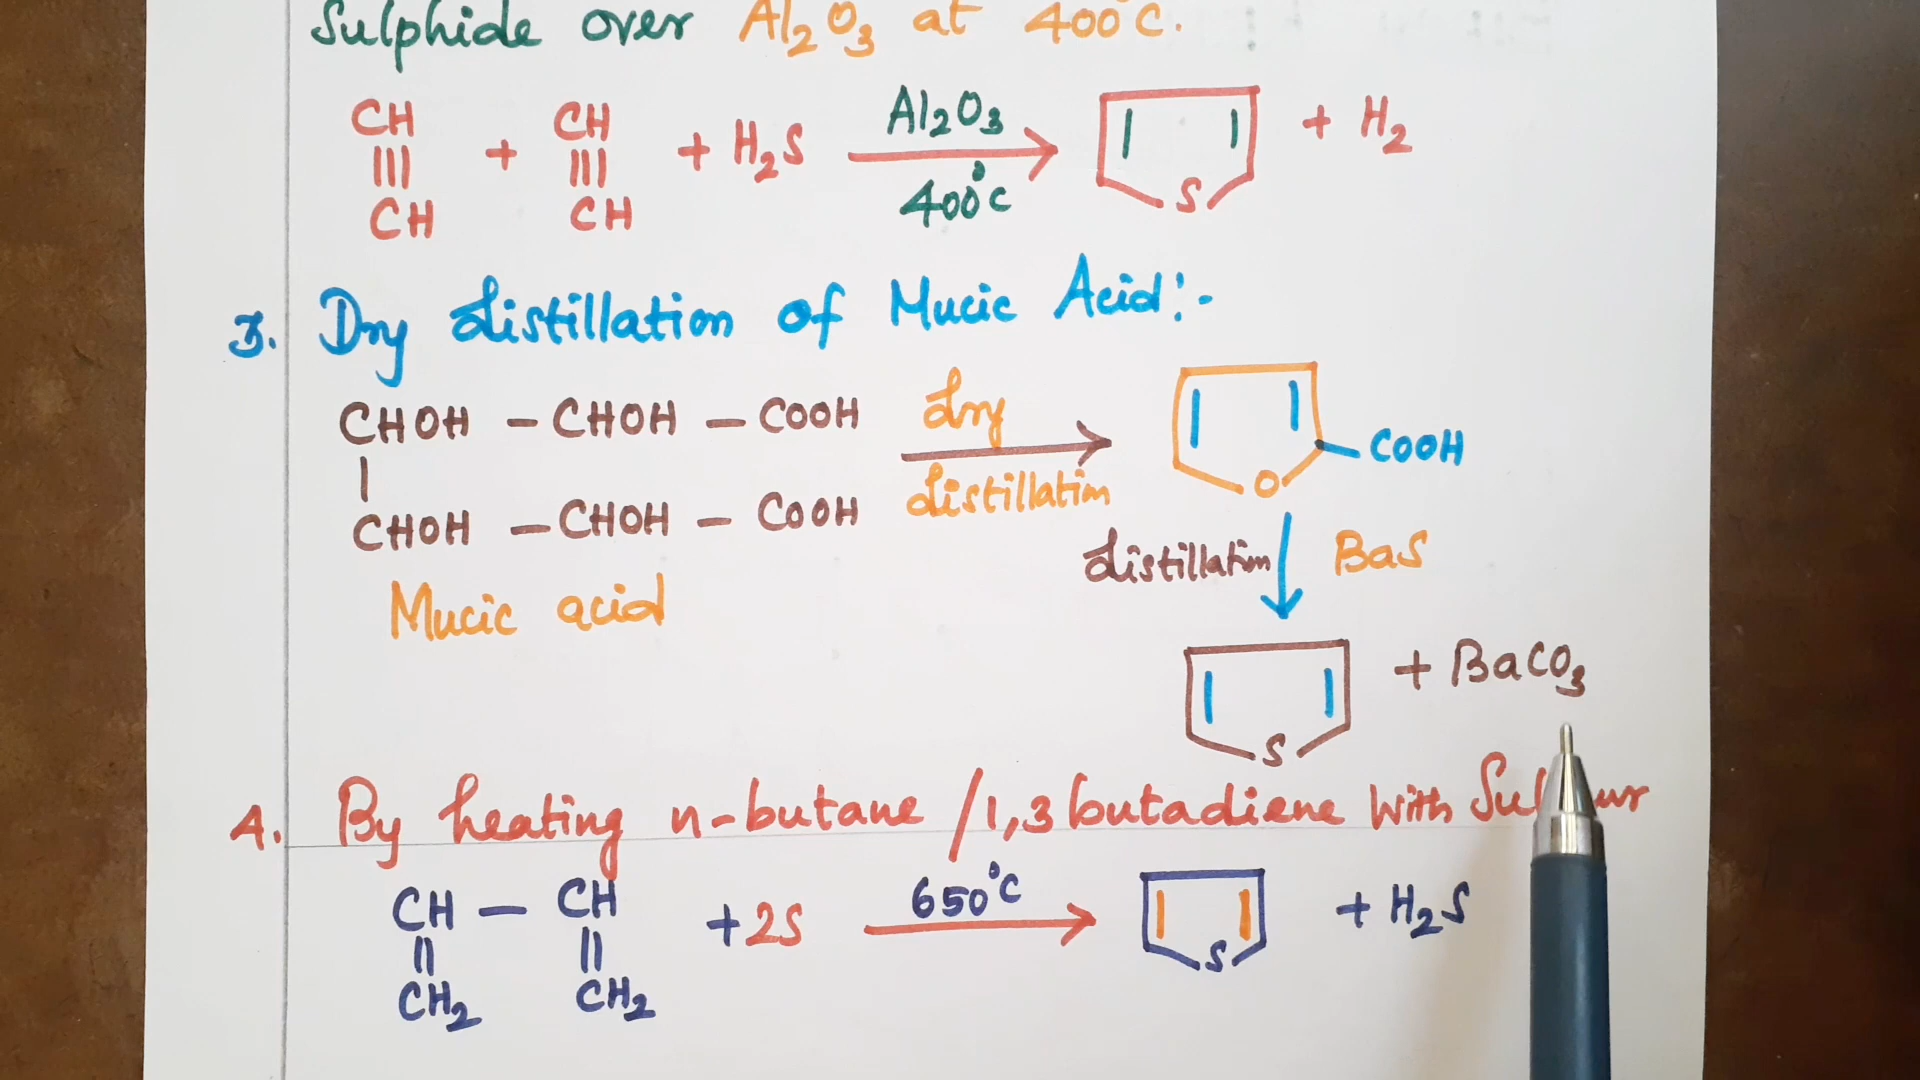 Sulphide over Al2O3 at 400°C.
CH CH Al2O3
||| + ||| + H2S + H2
CH CH 400°C S
3. Dry distillation of Mucic Acid:-
CHOH - CHOH - COOH dry
| distillation O COOH
CHOH - CHOH - COOH
distillation BaS
Mucic acid
+ BaCO3
S
4. By heating n-butane /1,3 butadiene With
CH - CH 650°C
|| || +2S S + H2S
CH2 CH2